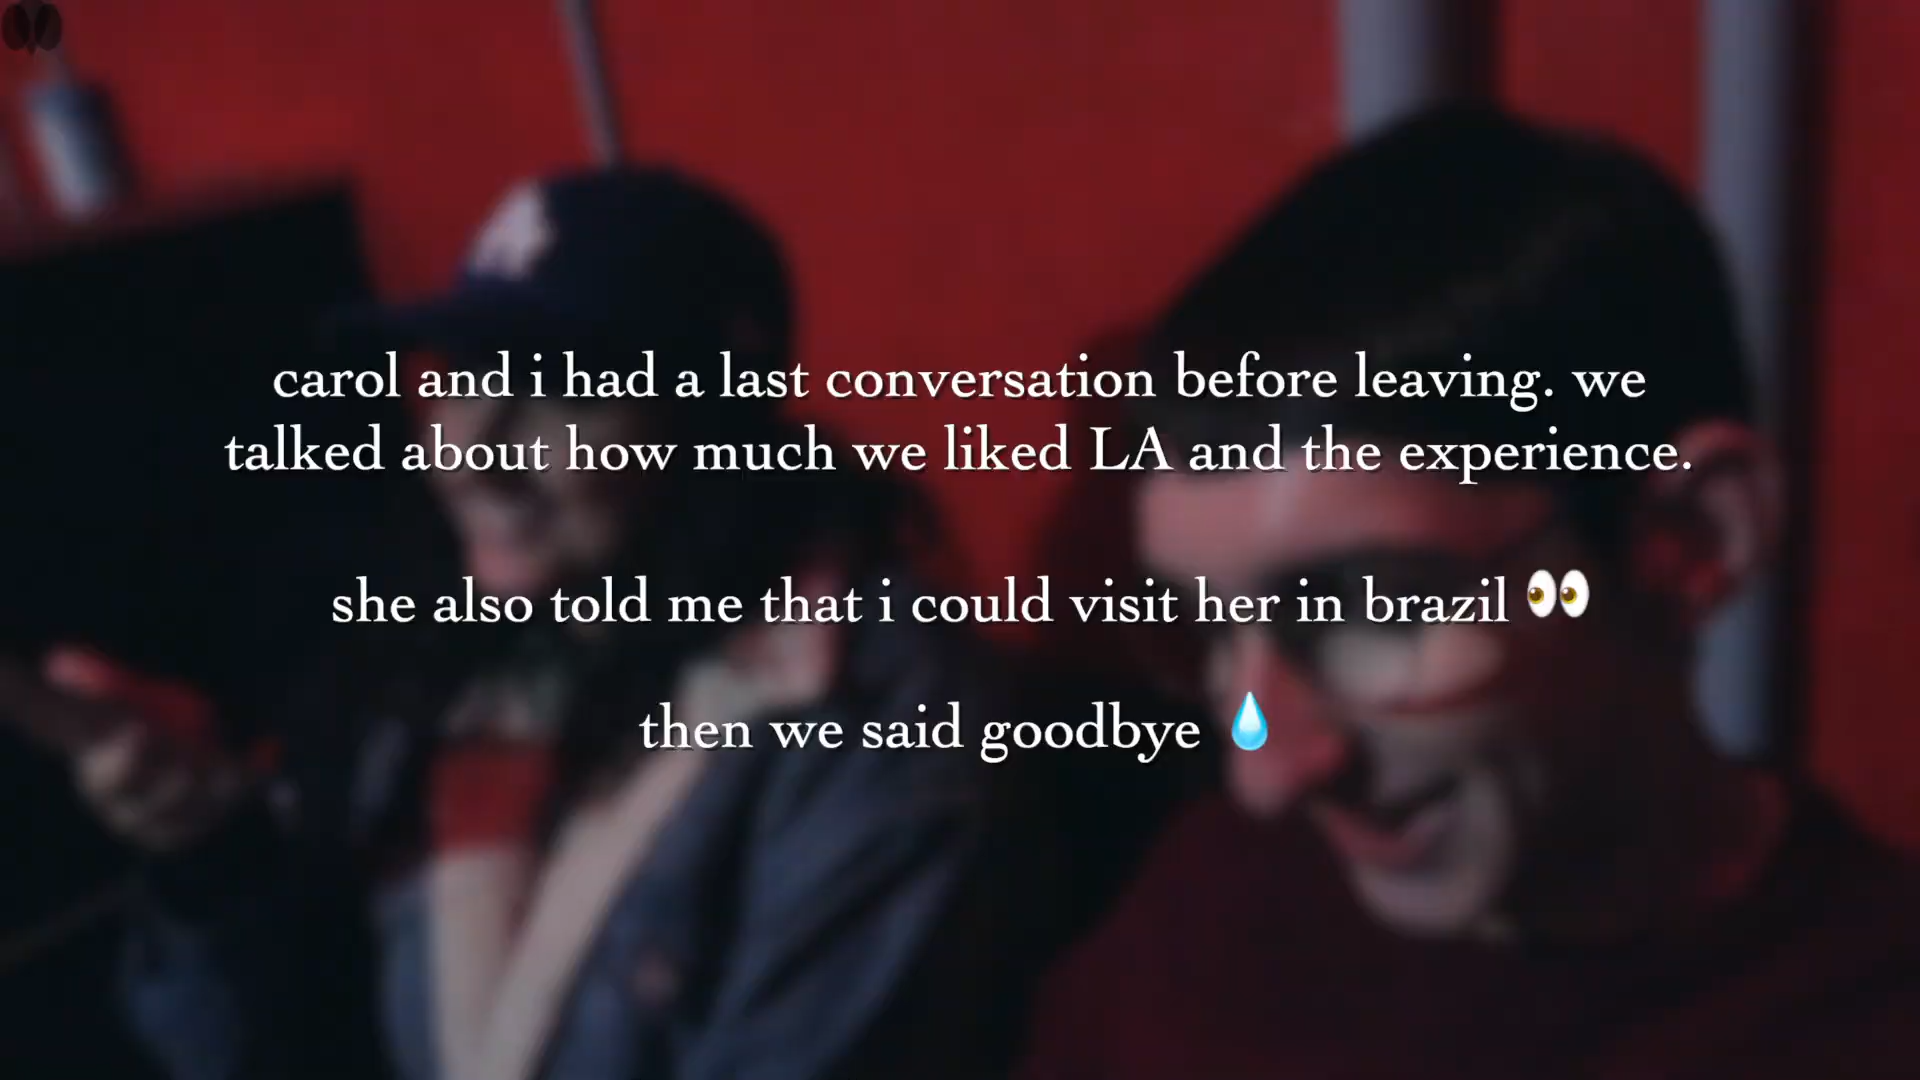 carol and i had a last conversation before leaving. we
talked about how much we liked LA and the experience.
she also told me that i could visit her in brazil 👀
then we said goodbye 💧